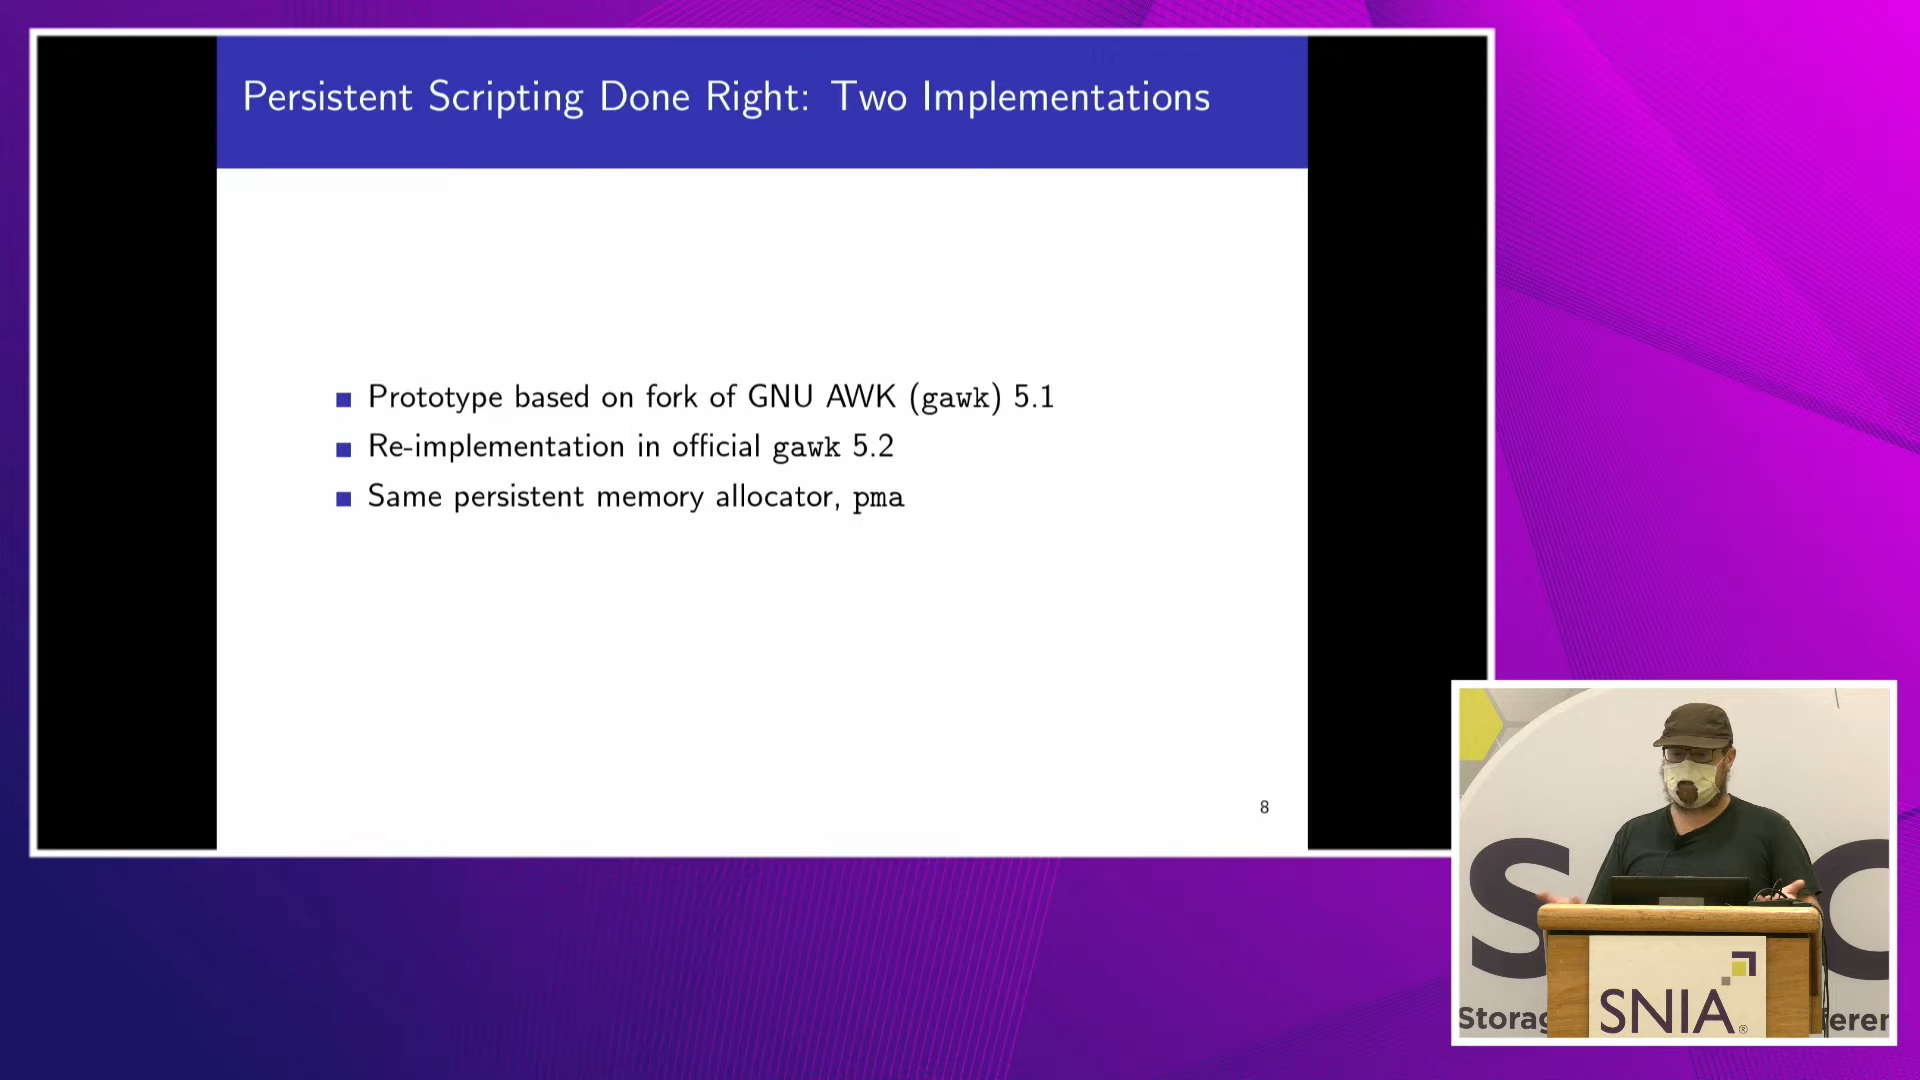 Persistent Scripting Done Right: Two Implementations
Prototype based on fork of GNU AWK (gawk) 5.1
Re-implementation in official gawk 5.2
Same persistent memory allocator, pma
8
S
C
Storag
SNIA®
eren